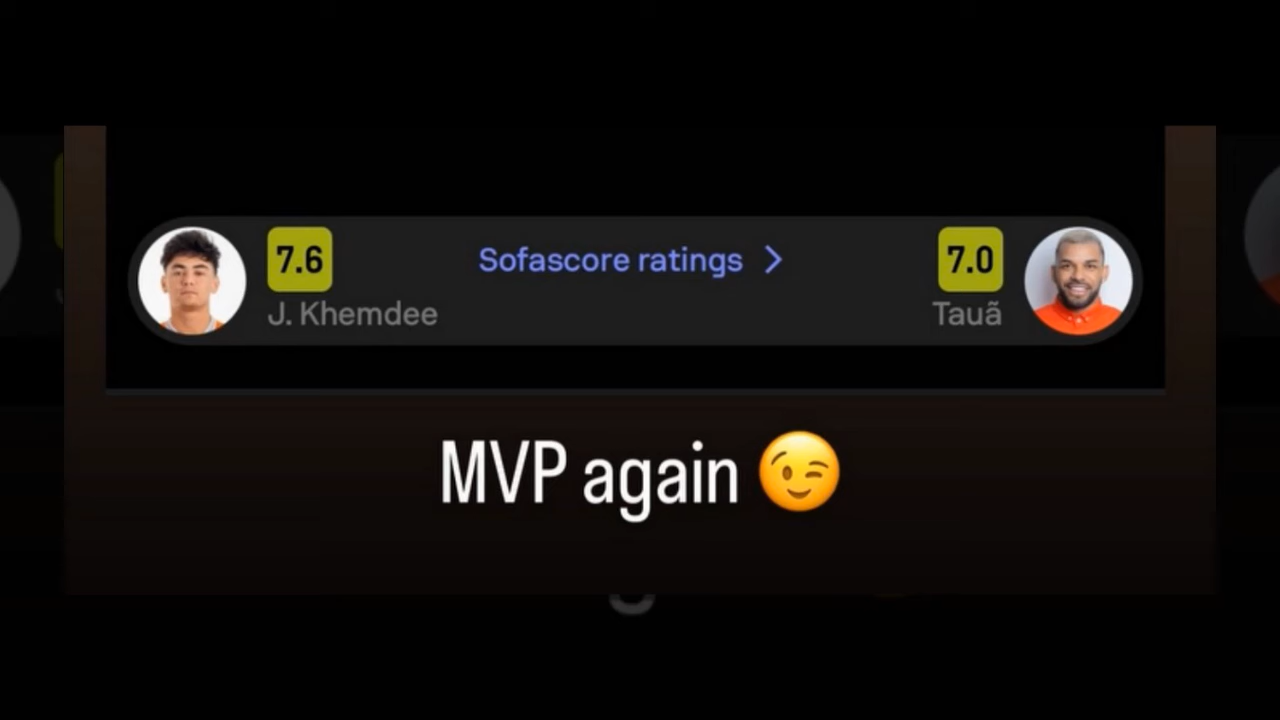 7.6 Sofascore ratings > 7.0
J. Khemdee Tauã
MVP again 😉